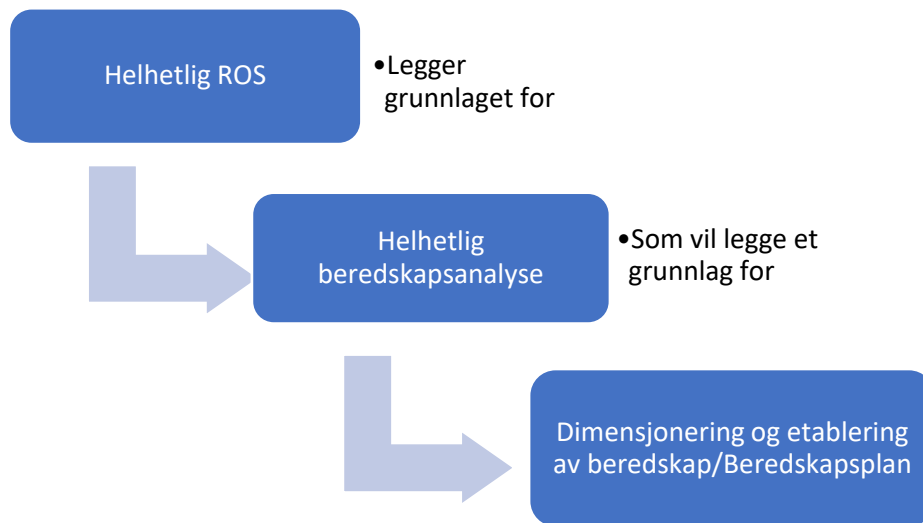 Helhetlig ROS
•Legger
grunnlaget for
Helhetlig
beredskapsanalyse
•Som vil legge et
grunnlag for
Dimensjonering og etablering
av beredskap/Beredskapsplan